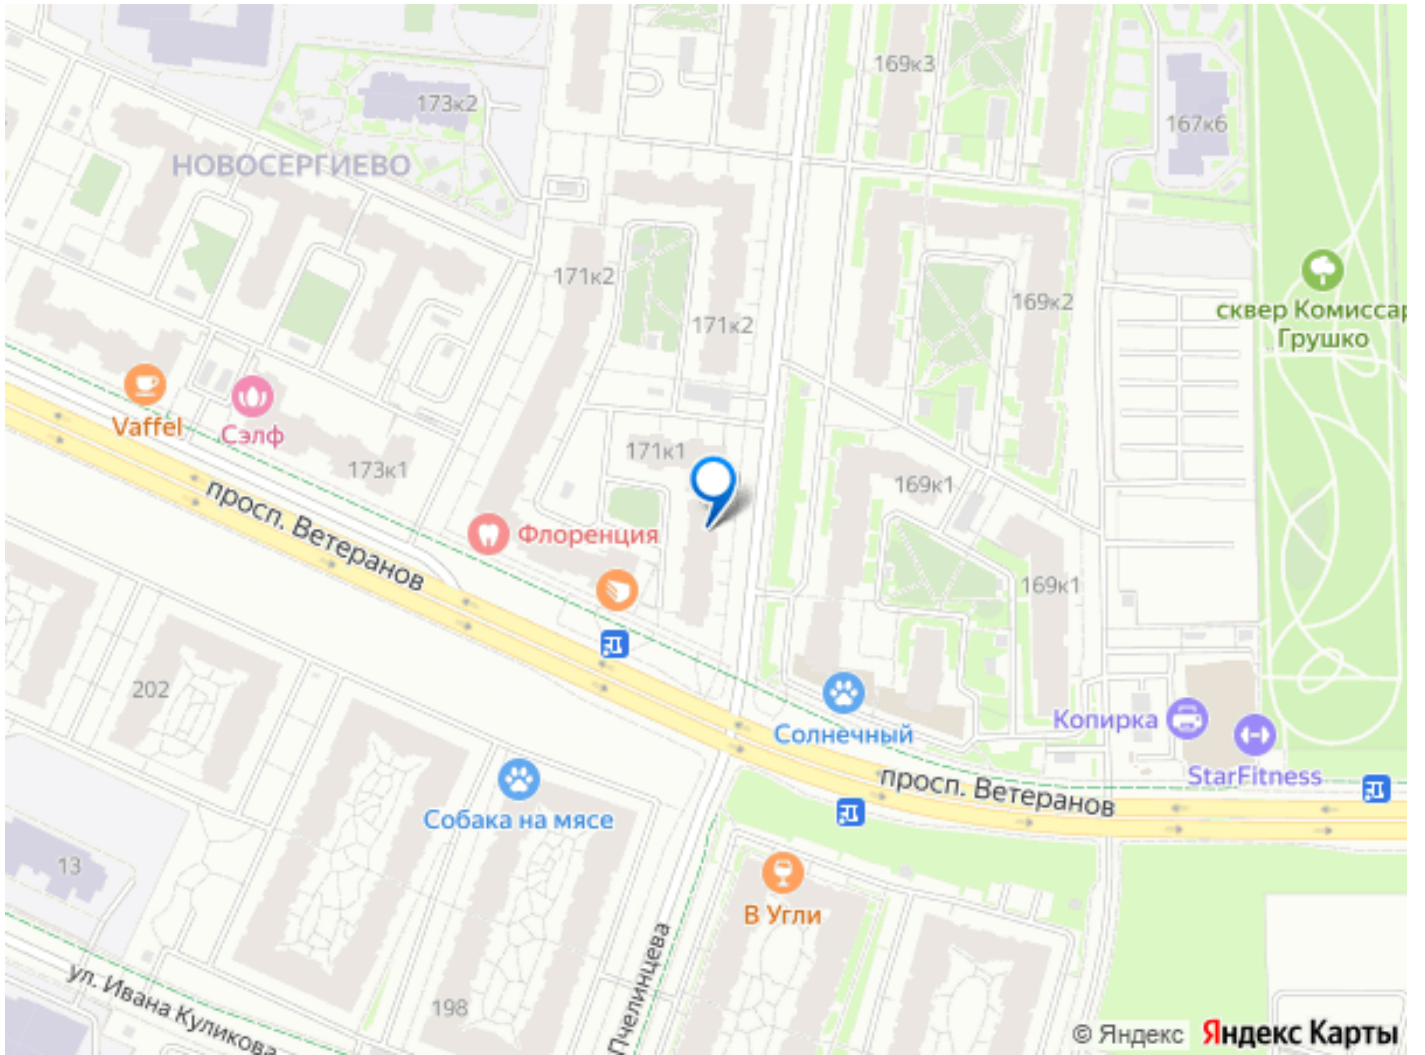 169к3
173к2
167к6
НОВОСЕРГИЕВО
171к2
169к2
171к2
сквер Комиссар
Грушко
Vaffel
Сэлф
173к1
171к1
169к1
просп. Ветеранов
Флоренция
169к1
202
Копирка
Солнечный
StarFitness
просп. Ветеранов
Собака на мясе
13
В Угли
Пчелинцева
198
ул. Ивана Куликова
© Яндекс Яндекс Карты